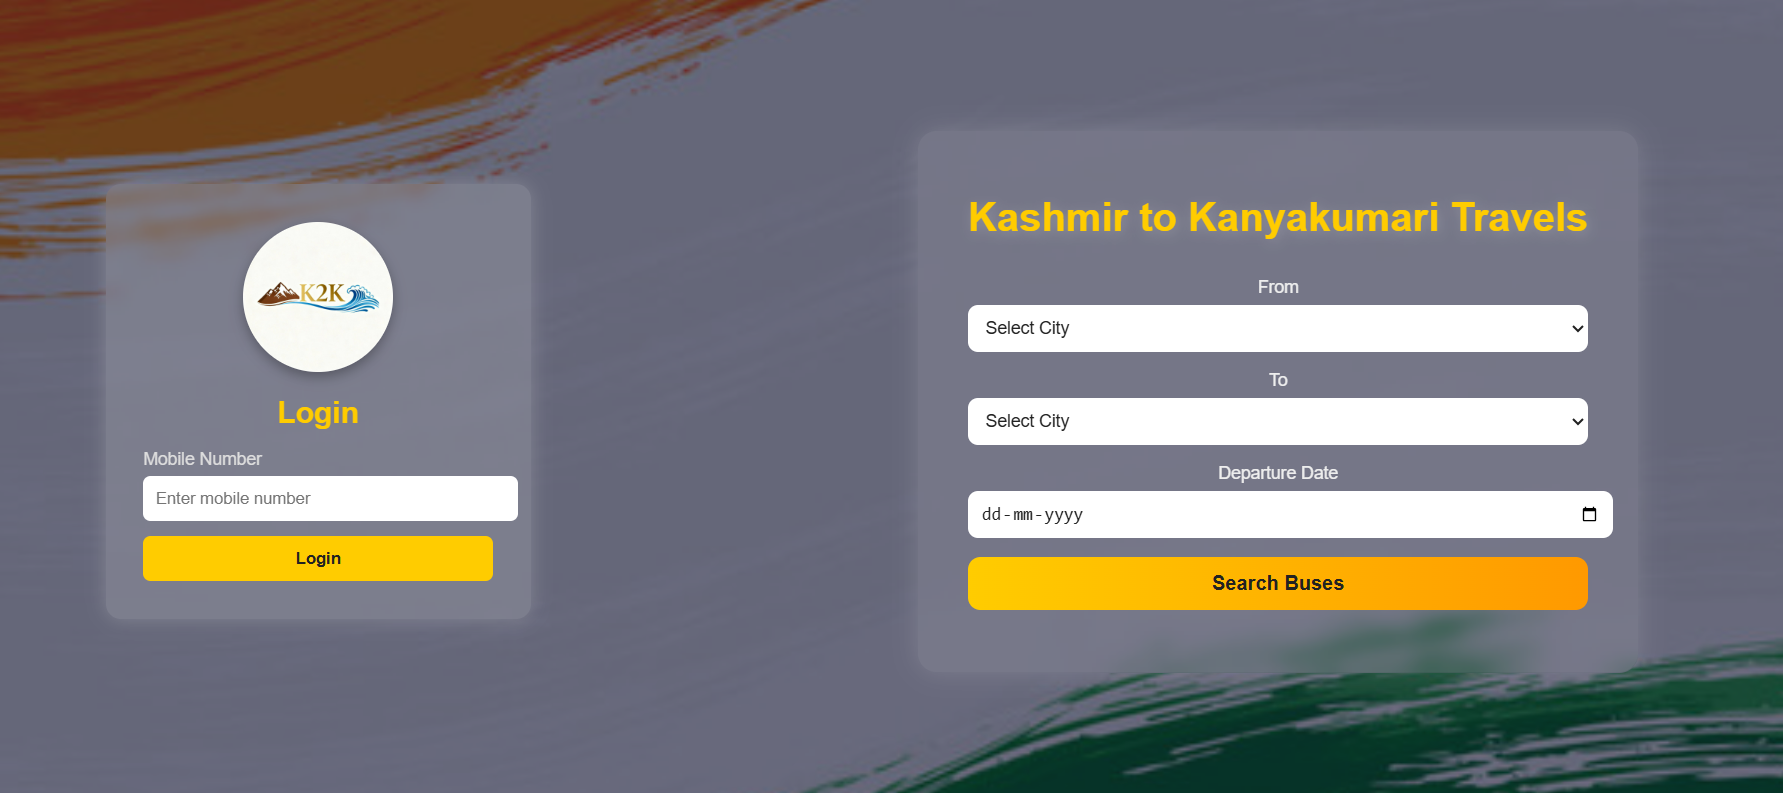 K2K
Login
Mobile Number
Enter mobile number
Login
Kashmir to Kanyakumari Travels
From
Select City
To
Select City
Departure Date
dd-mm-yyyy
Search Buses